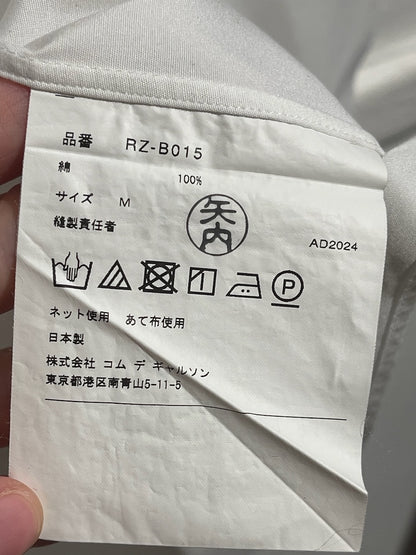 品番 RZ-B015
綿 100%
サイズ M
縫製責任者
矢内
AD2024
P
ネット使用 あて布使用
日本製
株式会社 コム デ ギャルソン
東京都港区南青山5-11-5